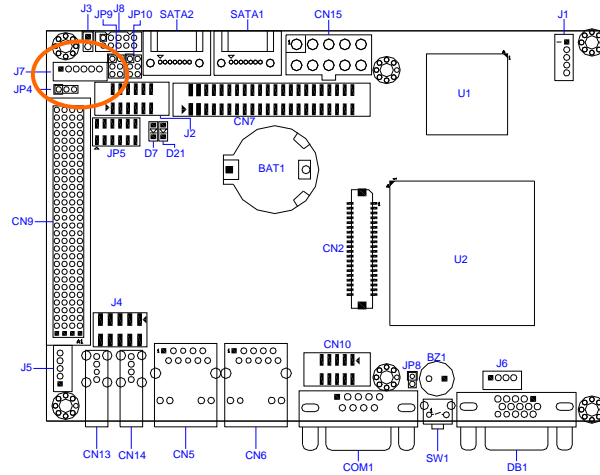 J3 J8 SATA2 SATA1 CN15 J1
JP9 JP10
J7
JP4
U1
J2
CN7
JP5
D7 D21
BAT1
CN9
CN2
U2
J4
A1
CN10
JP8 BZ1 J6
J5
CN13 CN14 CN5 CN6 COM1 SW1 DB1